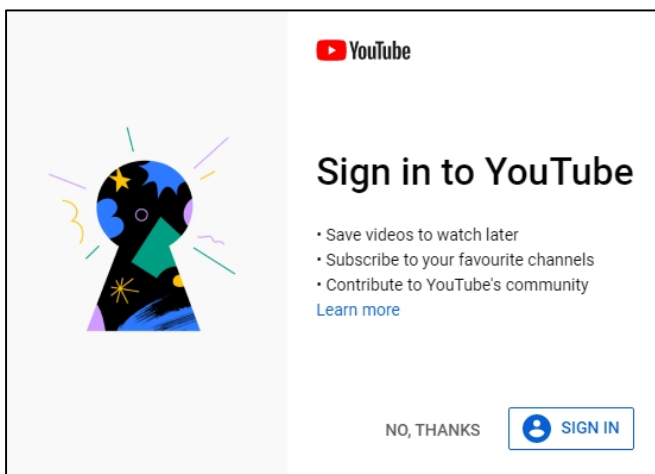 YouTube
Sign in to YouTube
• Save videos to watch later
• Subscribe to your favourite channels
• Contribute to YouTube's community
Learn more
NO, THANKS SIGN IN